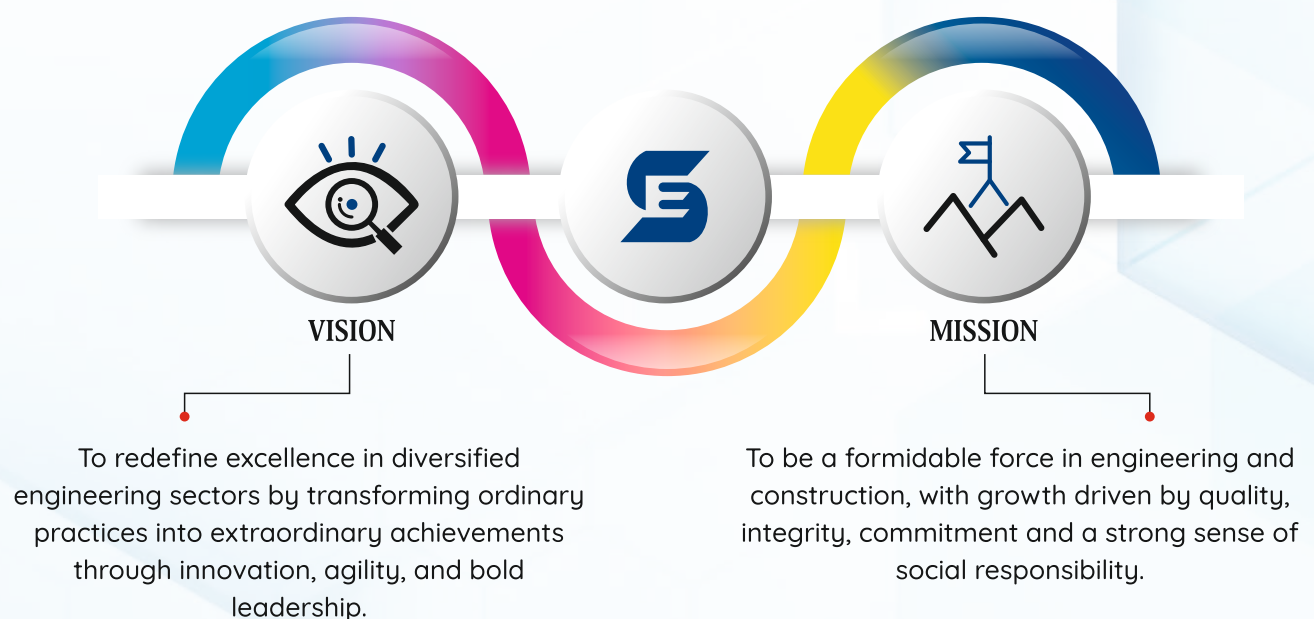 VISION
To redefine excellence in diversified
engineering sectors by transforming ordinary
practices into extraordinary achievements
through innovation, agility, and bold
leadership.
MISSION
To be a formidable force in engineering and
construction, with growth driven by quality,
integrity, commitment and a strong sense of
social responsibility.